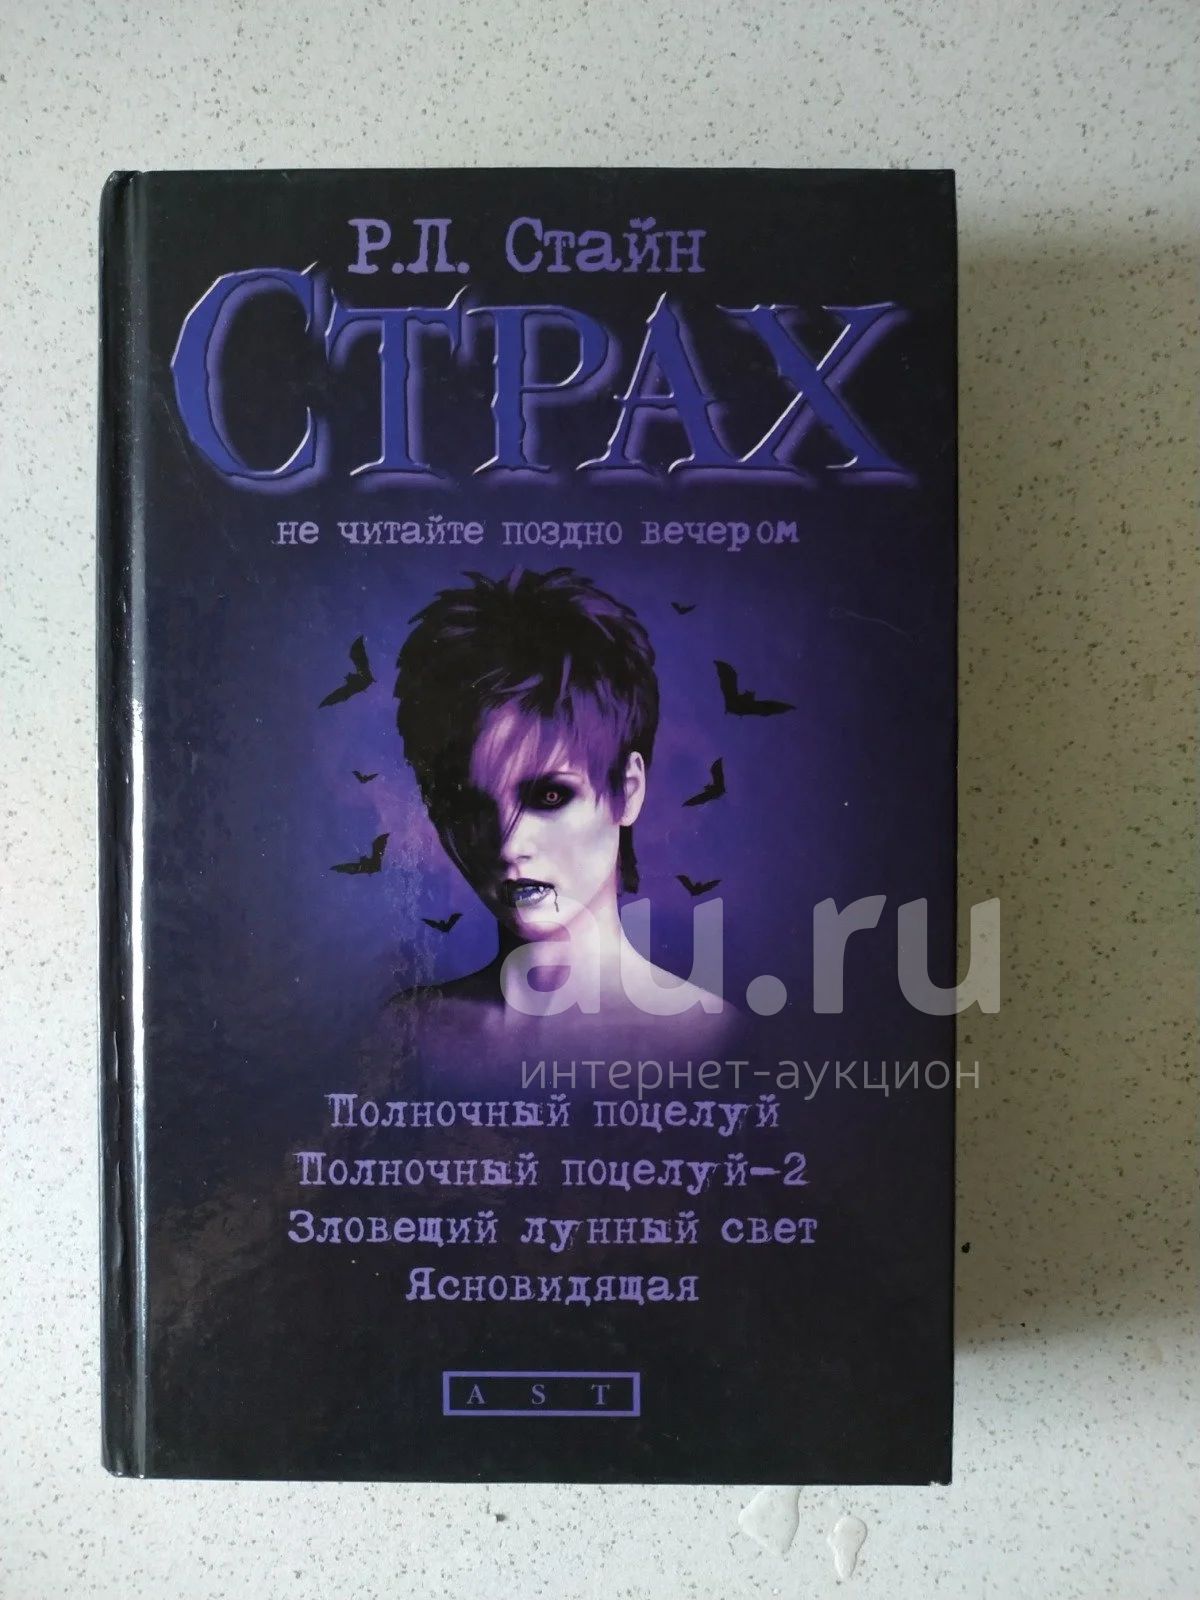 Р.Л. Стайн
Страх
не читайте поздно вечером
au.ru
интернет-аукцион
Полночный поцелуй
Полночный поцелуй-2
Зловещий лунный свет
Ясновидящая
AST